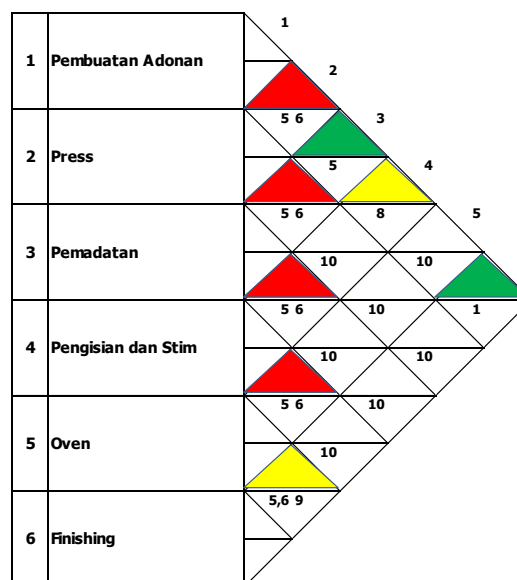 1
1 Pembuatan Adonan
2
5 6 3
2 Press
5 4
5 6 8 5
3 Pemadatan
10 10
5 6 10 1
4 Pengisian dan Stim
10 10
5 6 10
5 Oven
10
5,6 9
6 Finishing